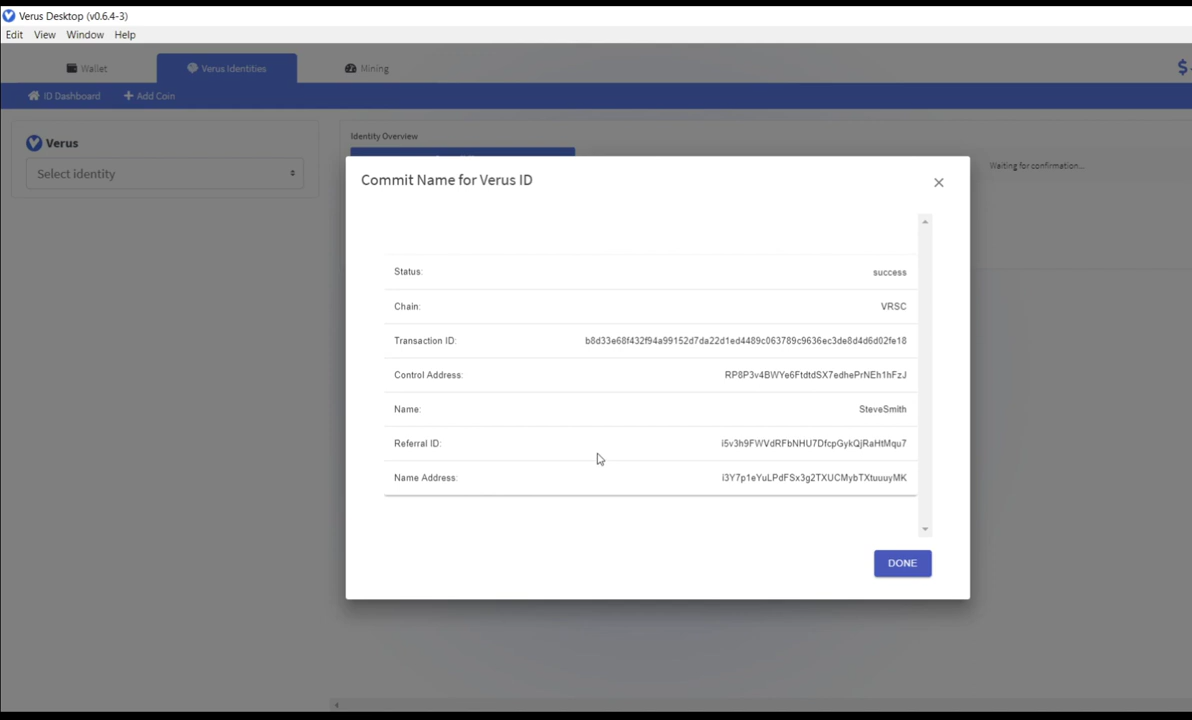 Verus Desktop (v0.6.4-3)
Edit View Window Help
Wallet Verus Identities Mining $
ID Dashboard Add Coin
Verus
Select identity
Identity Overview
Waiting for confirmation...
Commit Name for Verus ID
Status: success
Chain: VRSC
Transaction ID: b8d33e68f432f94a99152d7da22d1ed4489c063789c9636ec3de8d4d6d02fe18
Control Address: RP8P3v4BWYe6FtdtdSX7edhePrNEh1hFzJ
Name: SteveSmith
Referral ID: i5v3h9FWVdRFbNHU7DfcpGykQjRaHtMqu7
Name Address: i3Y7p1eYuLPdFSx3g2TXUCMybTXtuuuyMK
DONE